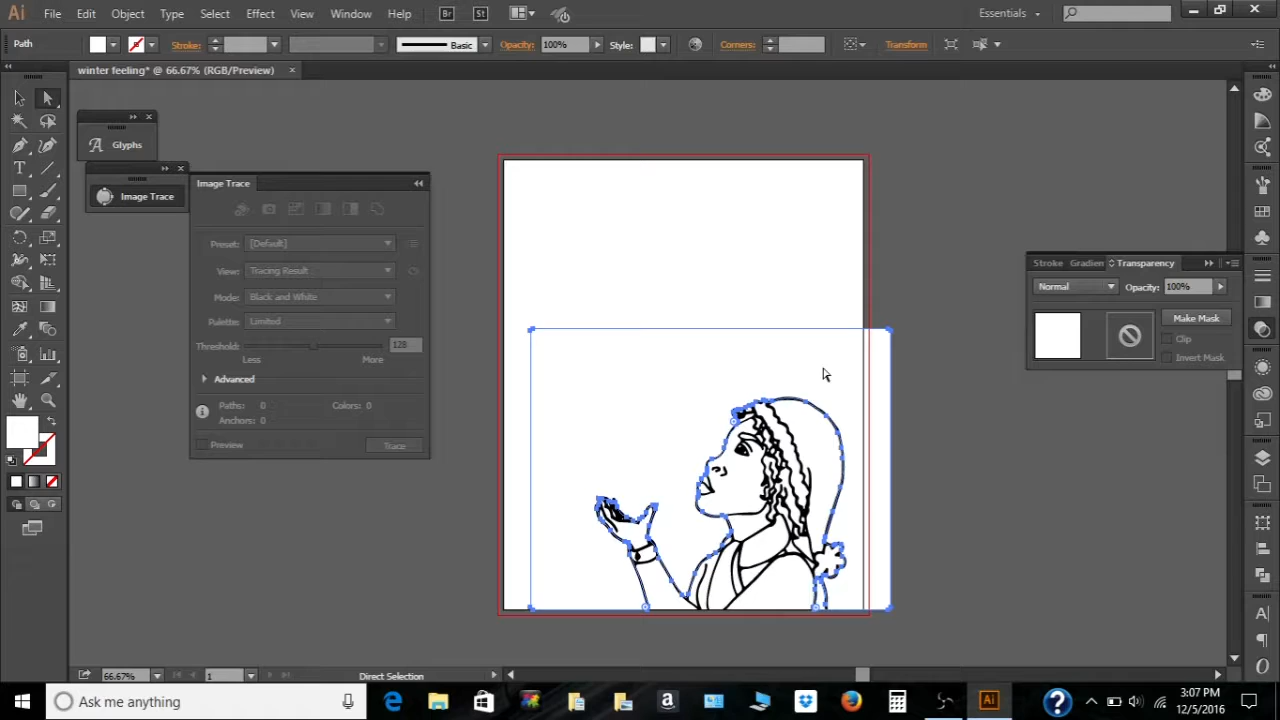 Ai File Edit Object Type Select Effect View Window Help Br St Essentials
Path Stroke: Basic Opacity: 100% Style: Corners: Transform
winter feeling* @ 66.67% (RGB/Preview)
A Glyphs
Image Trace
Image Trace
Preset: [Default]
View: Tracing Result
Mode: Black and White
Palette: Limited
Threshold: 128
Less More
Advanced
Paths: 0 Colors: 0
Anchors: 0
Preview Trace
Stroke Gradien Transparency
Normal Opacity: 100%
Make Mask
Clip
Invert Mask
66.67% 1 Direct Selection
Ask me anything
3:07 PM
12/5/2016